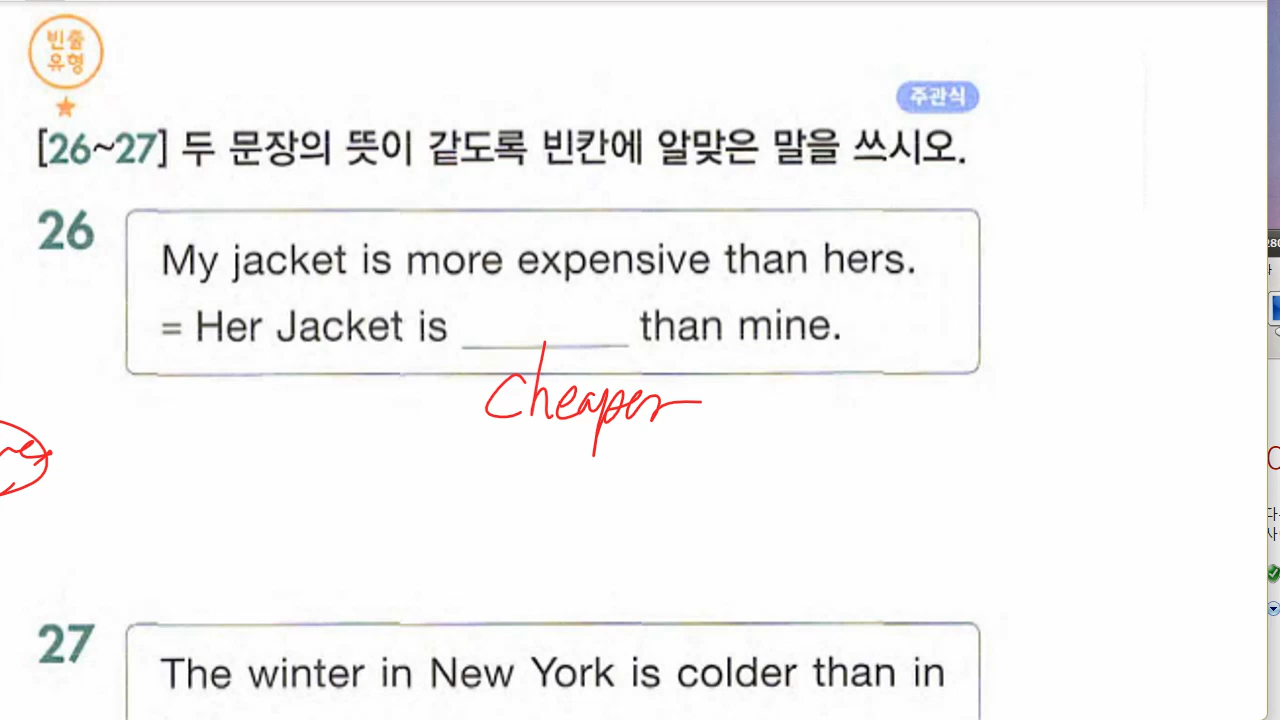 빈출
유형
주관식
[26~27] 두 문장의 뜻이 같도록 빈칸에 알맞은 말을 쓰시오.
26
My jacket is more expensive than hers.
= Her Jacket is ________ than mine.
cheaper
27
The winter in New York is colder than in